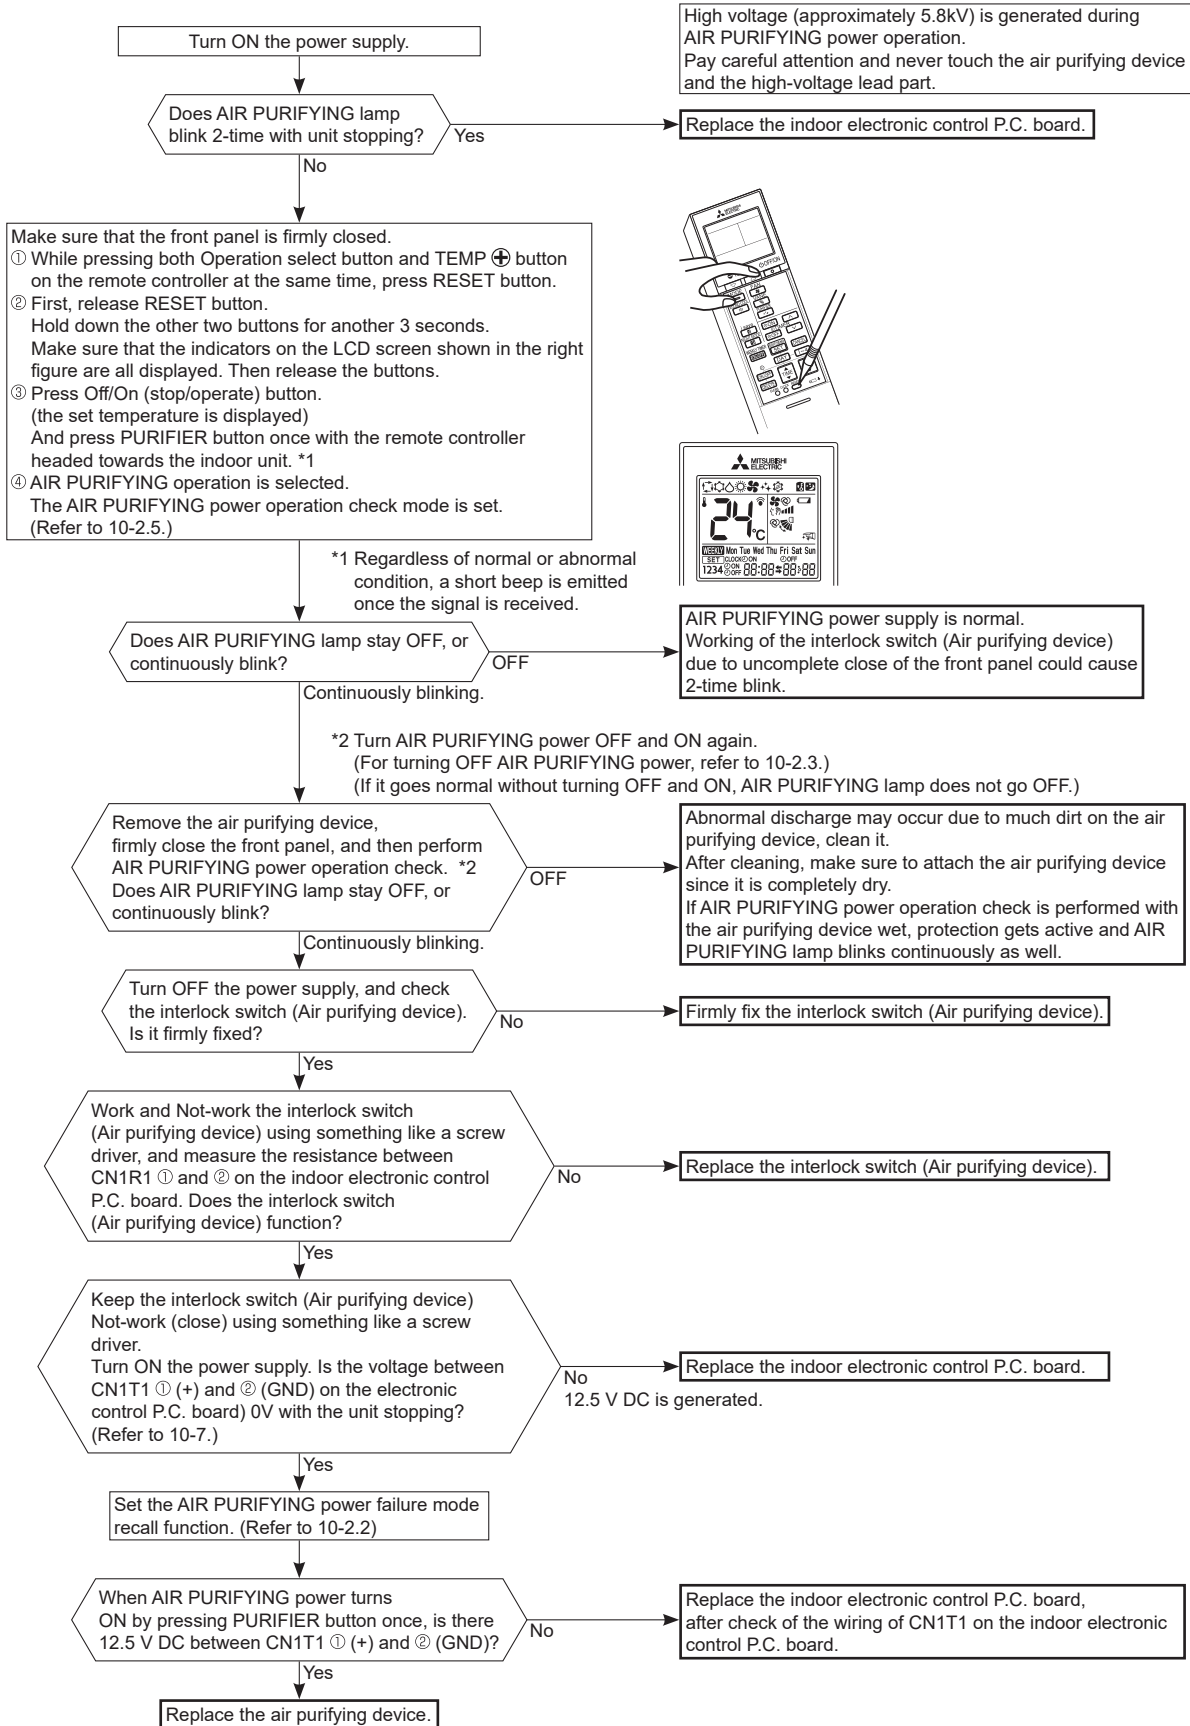 High voltage (approximately 5.8kV) is generated during
AIR PURIFYING power operation.
Pay careful attention and never touch the air purifying device
and the high-voltage lead part.
Turn ON the power supply.
Does AIR PURIFYING lamp
blink 2-time with unit stopping?
Yes
Replace the indoor electronic control P.C. board.
No
Make sure that the front panel is firmly closed.
① While pressing both Operation select button and TEMP ⊕ button
on the remote controller at the same time, press RESET button.
② First, release RESET button.
Hold down the other two buttons for another 3 seconds.
Make sure that the indicators on the LCD screen shown in the right
figure are all displayed. Then release the buttons.
③ Press Off/On (stop/operate) button.
(the set temperature is displayed)
And press PURIFIER button once with the remote controller
headed towards the indoor unit. *1
④ AIR PURIFYING operation is selected.
The AIR PURIFYING power operation check mode is set.
(Refer to 10-2.5.)
MITSUBISHI
ELECTRIC
OFF/ON
MITSUBISHI
ELECTRIC
24°C
WEEKLY Mon Tue Wed Thu Fri Sat Sun
SET CLOCK ON OFF
1234 ON OFF 88:88 88:88
*1 Regardless of normal or abnormal
condition, a short beep is emitted
once the signal is received.
Does AIR PURIFYING lamp stay OFF, or
continuously blink?
OFF
AIR PURIFYING power supply is normal.
Working of the interlock switch (Air purifying device)
due to uncomplete close of the front panel could cause
2-time blink.
Continuously blinking.
*2 Turn AIR PURIFYING power OFF and ON again.
(For turning OFF AIR PURIFYING power, refer to 10-2.3.)
(If it goes normal without turning OFF and ON, AIR PURIFYING lamp does not go OFF.)
Remove the air purifying device,
firmly close the front panel, and then perform
AIR PURIFYING power operation check. *2
Does AIR PURIFYING lamp stay OFF, or
continuously blink?
OFF
Abnormal discharge may occur due to much dirt on the air
purifying device, clean it.
After cleaning, make sure to attach the air purifying device
since it is completely dry.
If AIR PURIFYING power operation check is performed with
the air purifying device wet, protection gets active and AIR
PURIFYING lamp blinks continuously as well.
Continuously blinking.
Turn OFF the power supply, and check
the interlock switch (Air purifying device).
Is it firmly fixed?
No
Firmly fix the interlock switch (Air purifying device).
Yes
Work and Not-work the interlock switch
(Air purifying device) using something like a screw
driver, and measure the resistance between
CN1R1 ① and ② on the indoor electronic control
P.C. board. Does the interlock switch
(Air purifying device) function?
No
Replace the interlock switch (Air purifying device).
Yes
Keep the interlock switch (Air purifying device)
Not-work (close) using something like a screw
driver.
Turn ON the power supply. Is the voltage between
CN1T1 ① (+) and ② (GND) on the electronic
control P.C. board) 0V with the unit stopping?
(Refer to 10-7.)
No
12.5 V DC is generated.
Replace the indoor electronic control P.C. board.
Yes
Set the AIR PURIFYING power failure mode
recall function. (Refer to 10-2.2)
When AIR PURIFYING power turns
ON by pressing PURIFIER button once, is there
12.5 V DC between CN1T1 ① (+) and ② (GND)?
No
Replace the indoor electronic control P.C. board,
after check of the wiring of CN1T1 on the indoor electronic
control P.C. board.
Yes
Replace the air purifying device.